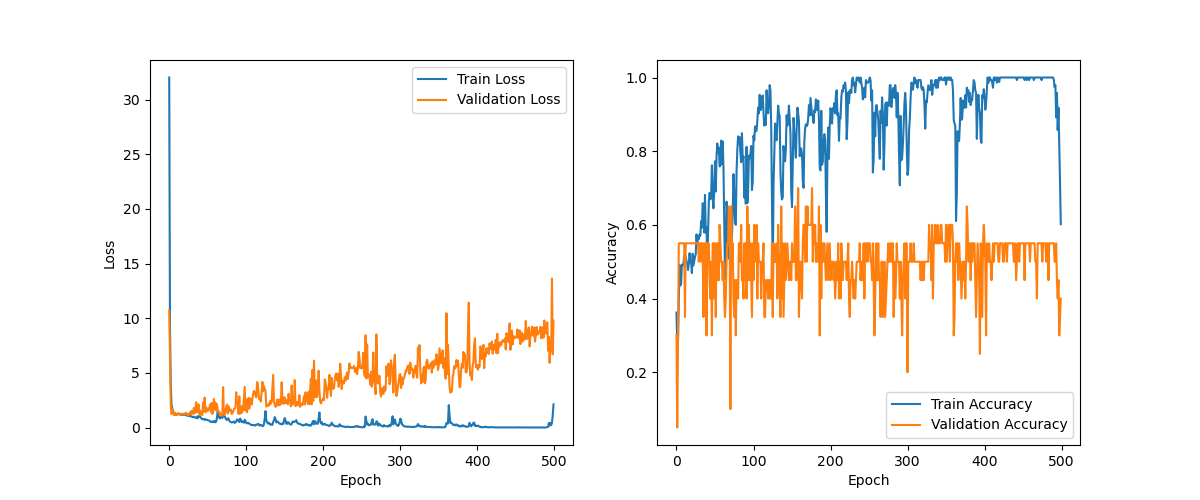 Train Loss
Validation Loss
30
25
20
15
10
5
0
0 100 200 300 400 500
Epoch
Loss
1.0
0.8
0.6
0.4
0.2
0 100 200 300 400 500
Epoch
Accuracy
Train Accuracy
Validation Accuracy